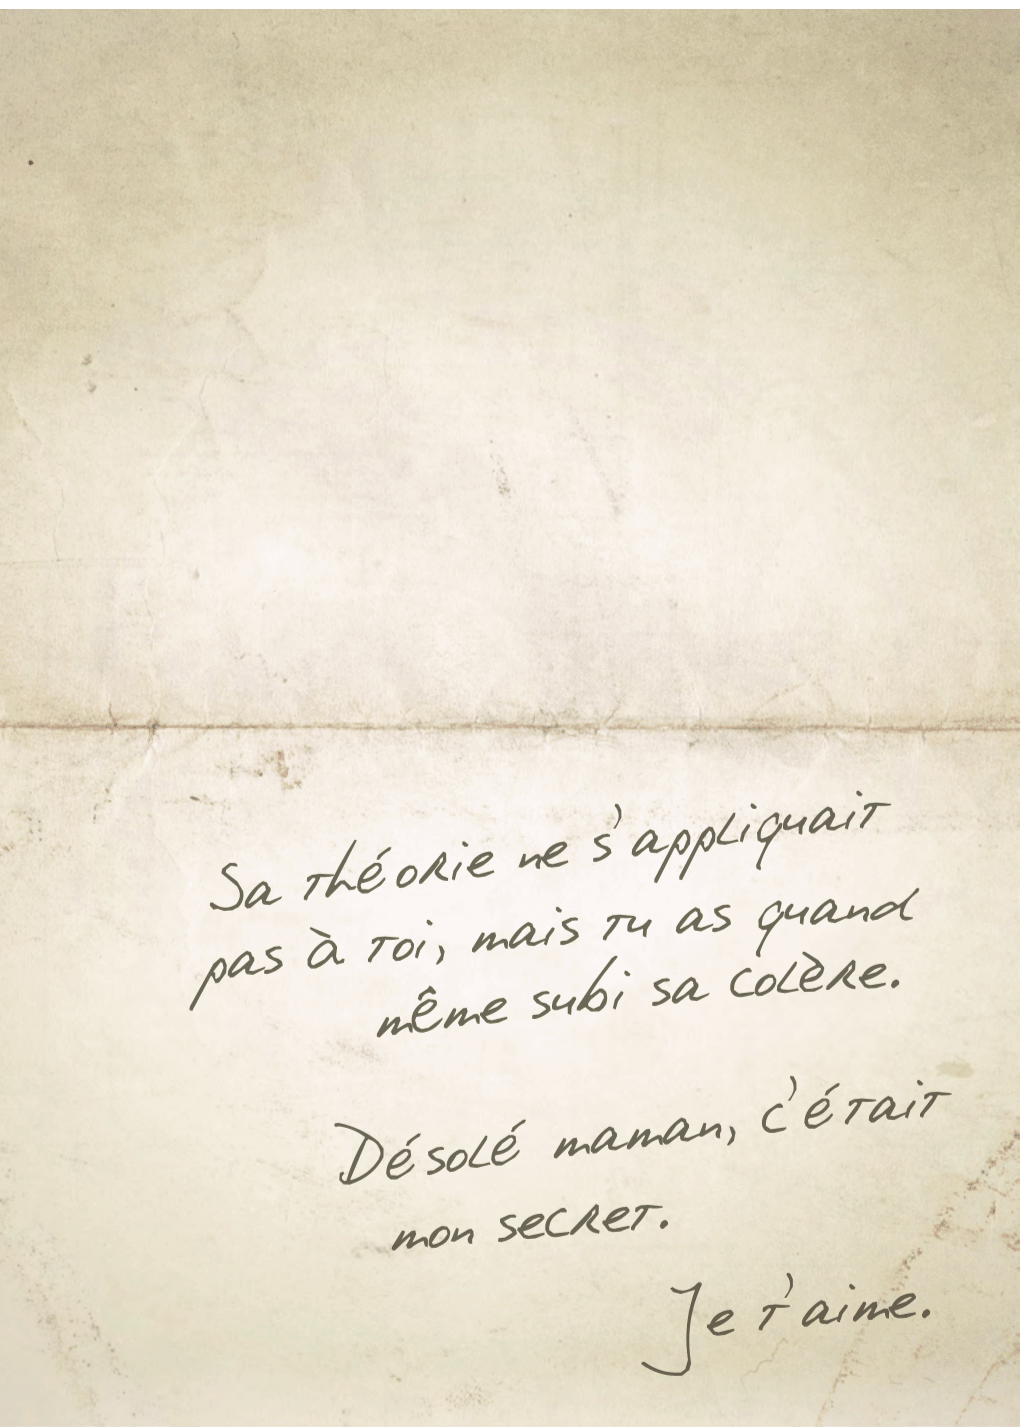 Sa théorie ne s'appliquait
pas à toi, mais tu as quand
même subi sa colère.
Désolé maman, c'était
mon secret.
Je t'aime.